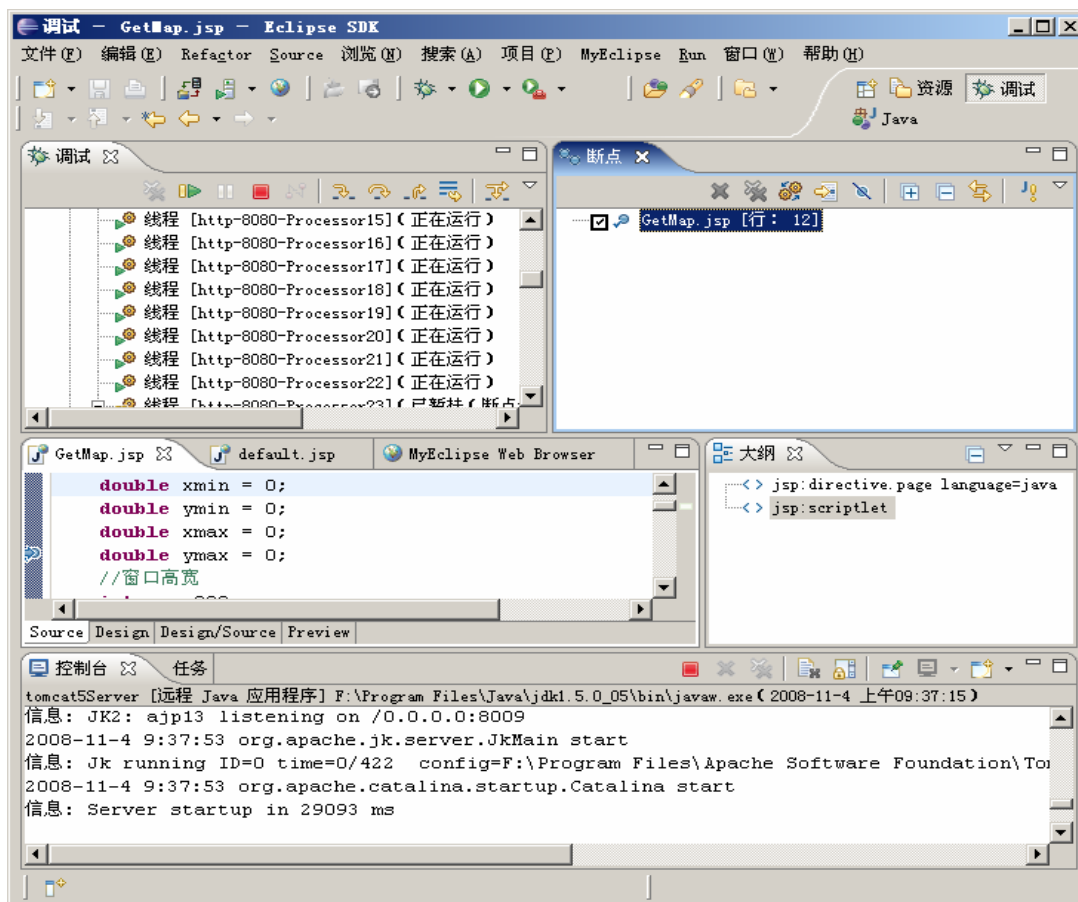 调试 － GetMap.jsp － Eclipse SDK
文件(F) 编辑(E) Refactor Source 浏览(N) 搜索(A) 项目(P) MyEclipse Run 窗口(W) 帮助(H)
资源 调试
Java
调试
断点
线程 [http-8080-Processor15]（正在运行）
线程 [http-8080-Processor16]（正在运行）
线程 [http-8080-Processor17]（正在运行）
线程 [http-8080-Processor18]（正在运行）
线程 [http-8080-Processor19]（正在运行）
线程 [http-8080-Processor20]（正在运行）
线程 [http-8080-Processor21]（正在运行）
线程 [http-8080-Processor22]（正在运行）
线程 [http-8080-Processor23]（已暂挂（断点
GetMap.jsp [行： 12]
GetMap.jsp default.jsp MyEclipse Web Browser
double xmin = 0;
double ymin = 0;
double xmax = 0;
double ymax = 0;
//窗口高宽
Source Design Design/Source Preview
大纲
jsp:directive.page language=java
jsp:scriptlet
控制台 任务
tomcat5Server [远程 Java 应用程序] F:\Program Files\Java\jdk1.5.0_05\bin\javaw.exe（2008-11-4 上午09:37:15）
信息: JK2: ajp13 listening on /0.0.0.0:8009
2008-11-4 9:37:53 org.apache.jk.server.JkMain start
信息: Jk running ID=0 time=0/422 config=F:\Program Files\Apache Software Foundation\Tom
2008-11-4 9:37:53 org.apache.catalina.startup.Catalina start
信息: Server startup in 29093 ms